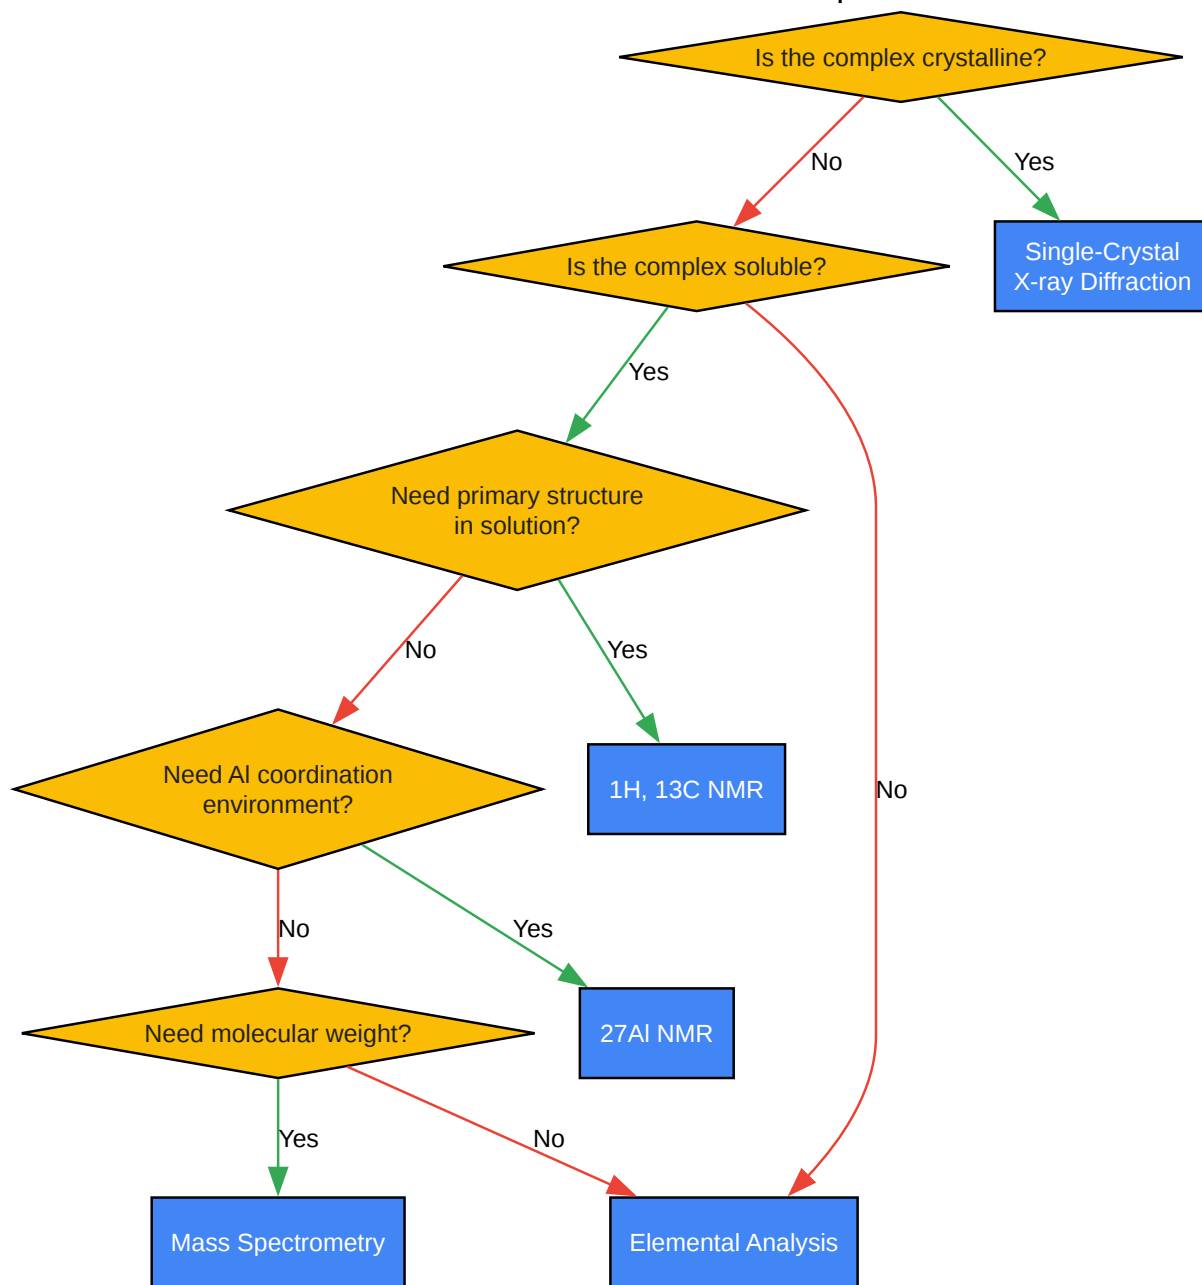 Is the complex crystalline?
No
Yes
Is the complex soluble?
Single-Crystal
X-ray Diffraction
Yes
Need primary structure
in solution?
No
Yes
Need Al coordination
environment?
1H, 13C NMR
No
No
Yes
Need molecular weight?
27Al NMR
Yes
No
Mass Spectrometry
Elemental Analysis